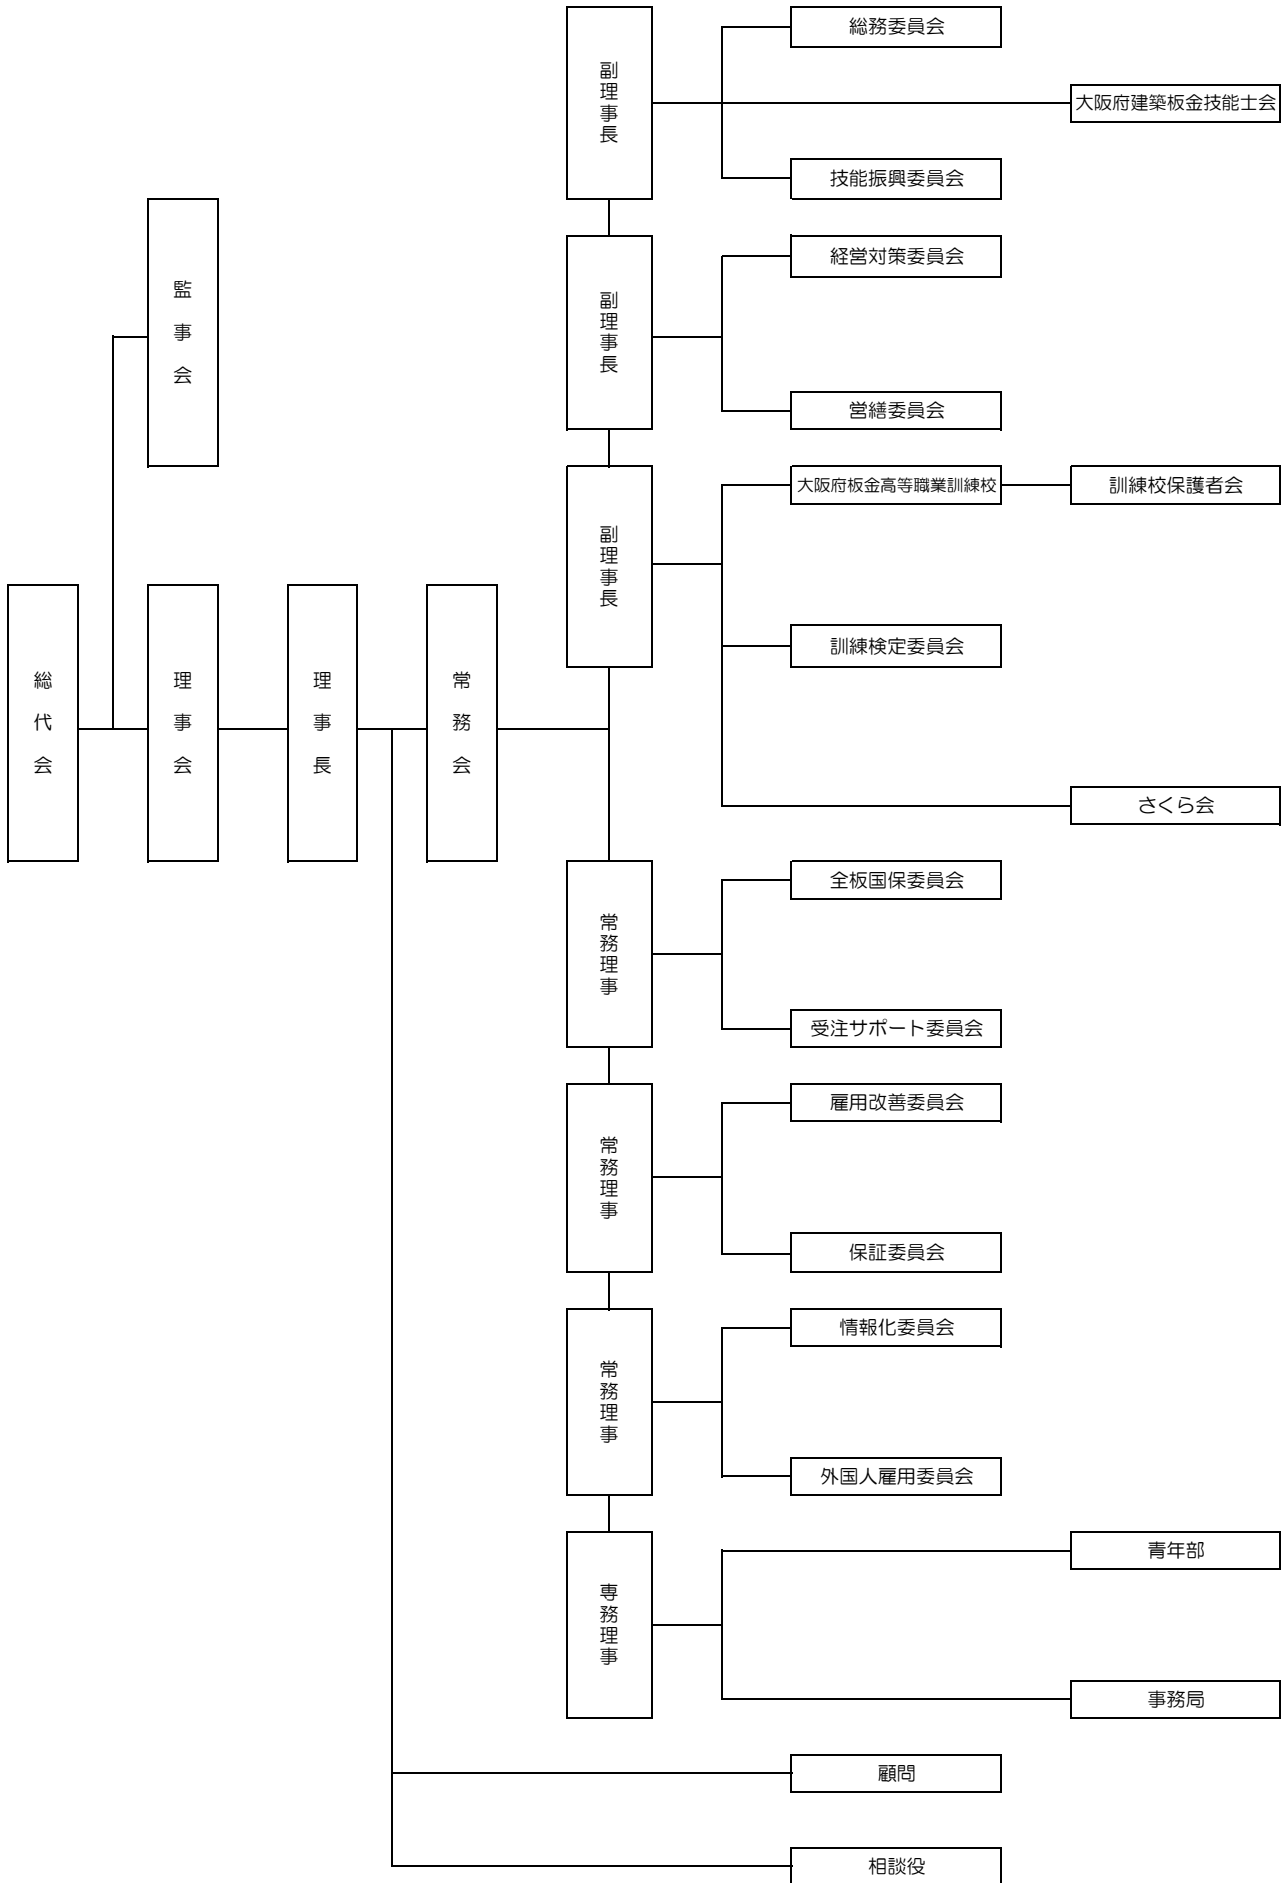 総代会
監事会
理事会
理事長
常務会
副理事長
総務委員会
大阪府建築板金技能士会
技能振興委員会
副理事長
経営対策委員会
営繕委員会
副理事長
大阪府板金高等職業訓練校
訓練校保護者会
訓練検定委員会
さくら会
常務理事
全板国保委員会
受注サポート委員会
常務理事
雇用改善委員会
保証委員会
常務理事
情報化委員会
外国人雇用委員会
専務理事
青年部
事務局
顧問
相談役